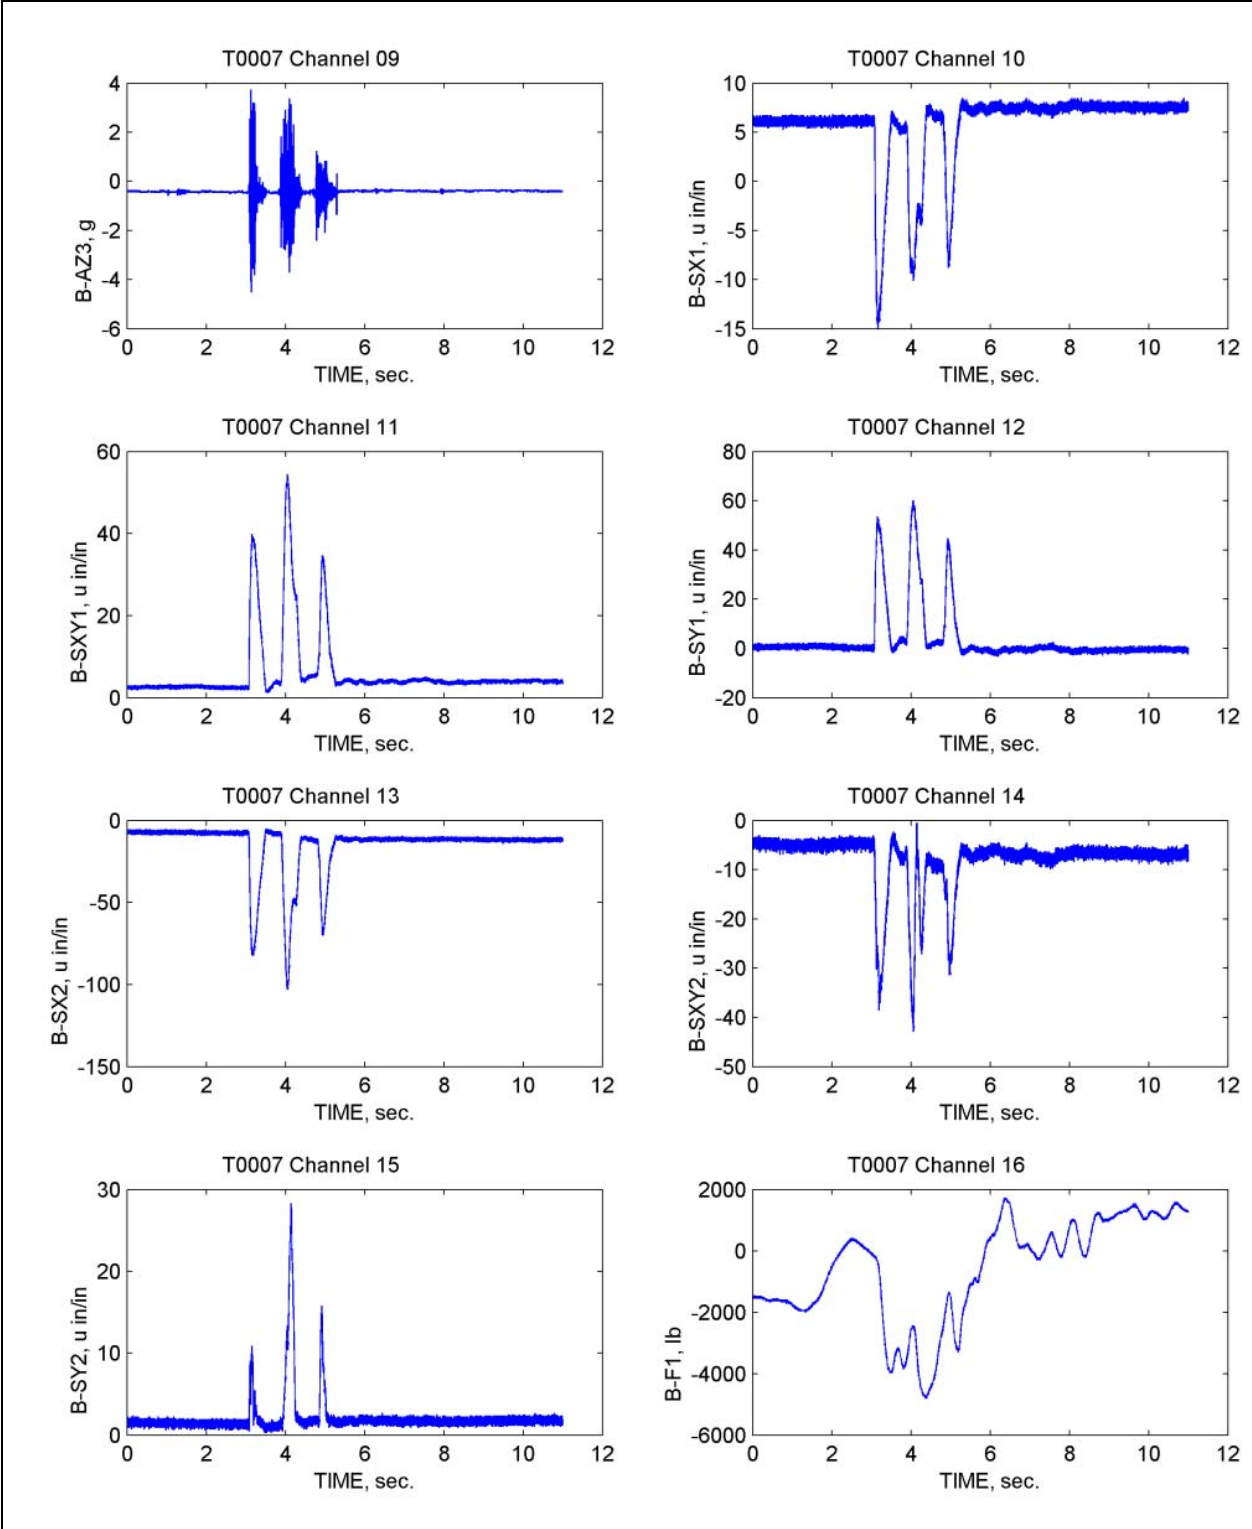 T0007 Channel 09
4
2
0
-2
-4
-6
B-AZ3, g
0 2 4 6 8 10 12
TIME, sec.
T0007 Channel 10
10
5
0
-5
-10
-15
B-SX1, u in/in
0 2 4 6 8 10 12
TIME, sec.
T0007 Channel 11
60
40
20
0
B-SXY1, u in/in
0 2 4 6 8 10 12
TIME, sec.
T0007 Channel 12
80
60
40
20
0
-20
B-SY1, u in/in
0 2 4 6 8 10 12
TIME, sec.
T0007 Channel 13
0
-50
-100
-150
B-SX2, u in/in
0 2 4 6 8 10 12
TIME, sec.
T0007 Channel 14
0
-10
-20
-30
-40
-50
B-SXY2, u in/in
0 2 4 6 8 10 12
TIME, sec.
T0007 Channel 15
30
20
10
0
B-SY2, u in/in
0 2 4 6 8 10 12
TIME, sec.
T0007 Channel 16
2000
0
-2000
-4000
-6000
B-F1, lb
0 2 4 6 8 10 12
TIME, sec.